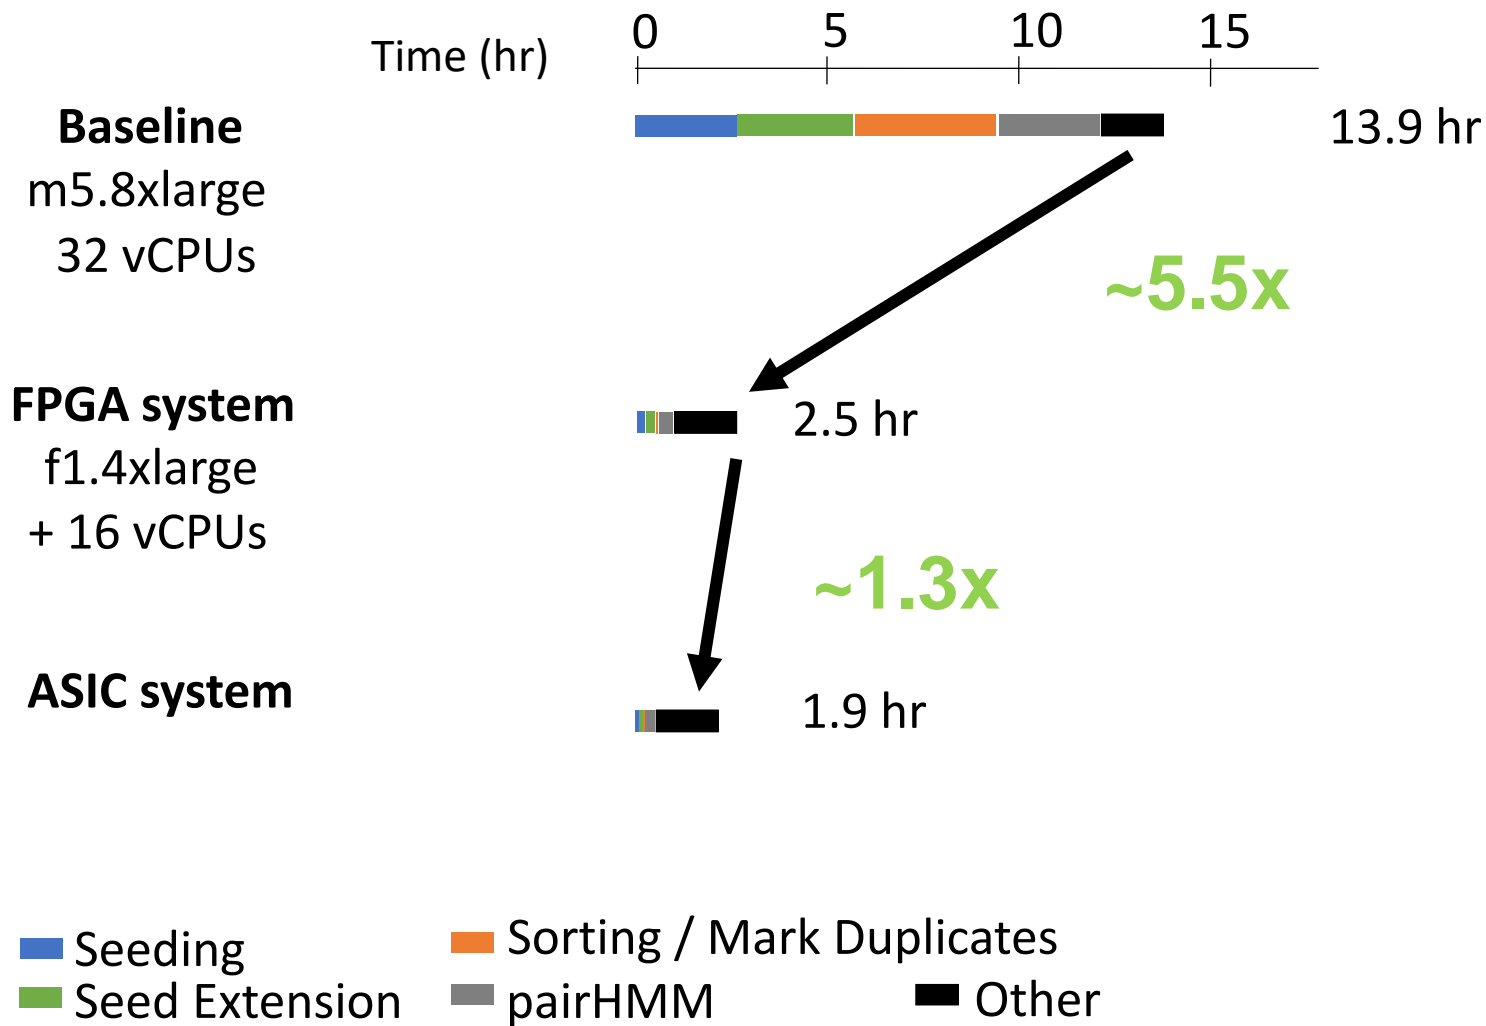 0 5 10 15
Time (hr)
Baseline
m5.8xlarge
32 vCPUs
13.9 hr
~5.5x
FPGA system
f1.4xlarge
+ 16 vCPUs
2.5 hr
~1.3x
ASIC system
1.9 hr
Seeding
Sorting / Mark Duplicates
Seed Extension
pairHMM
Other